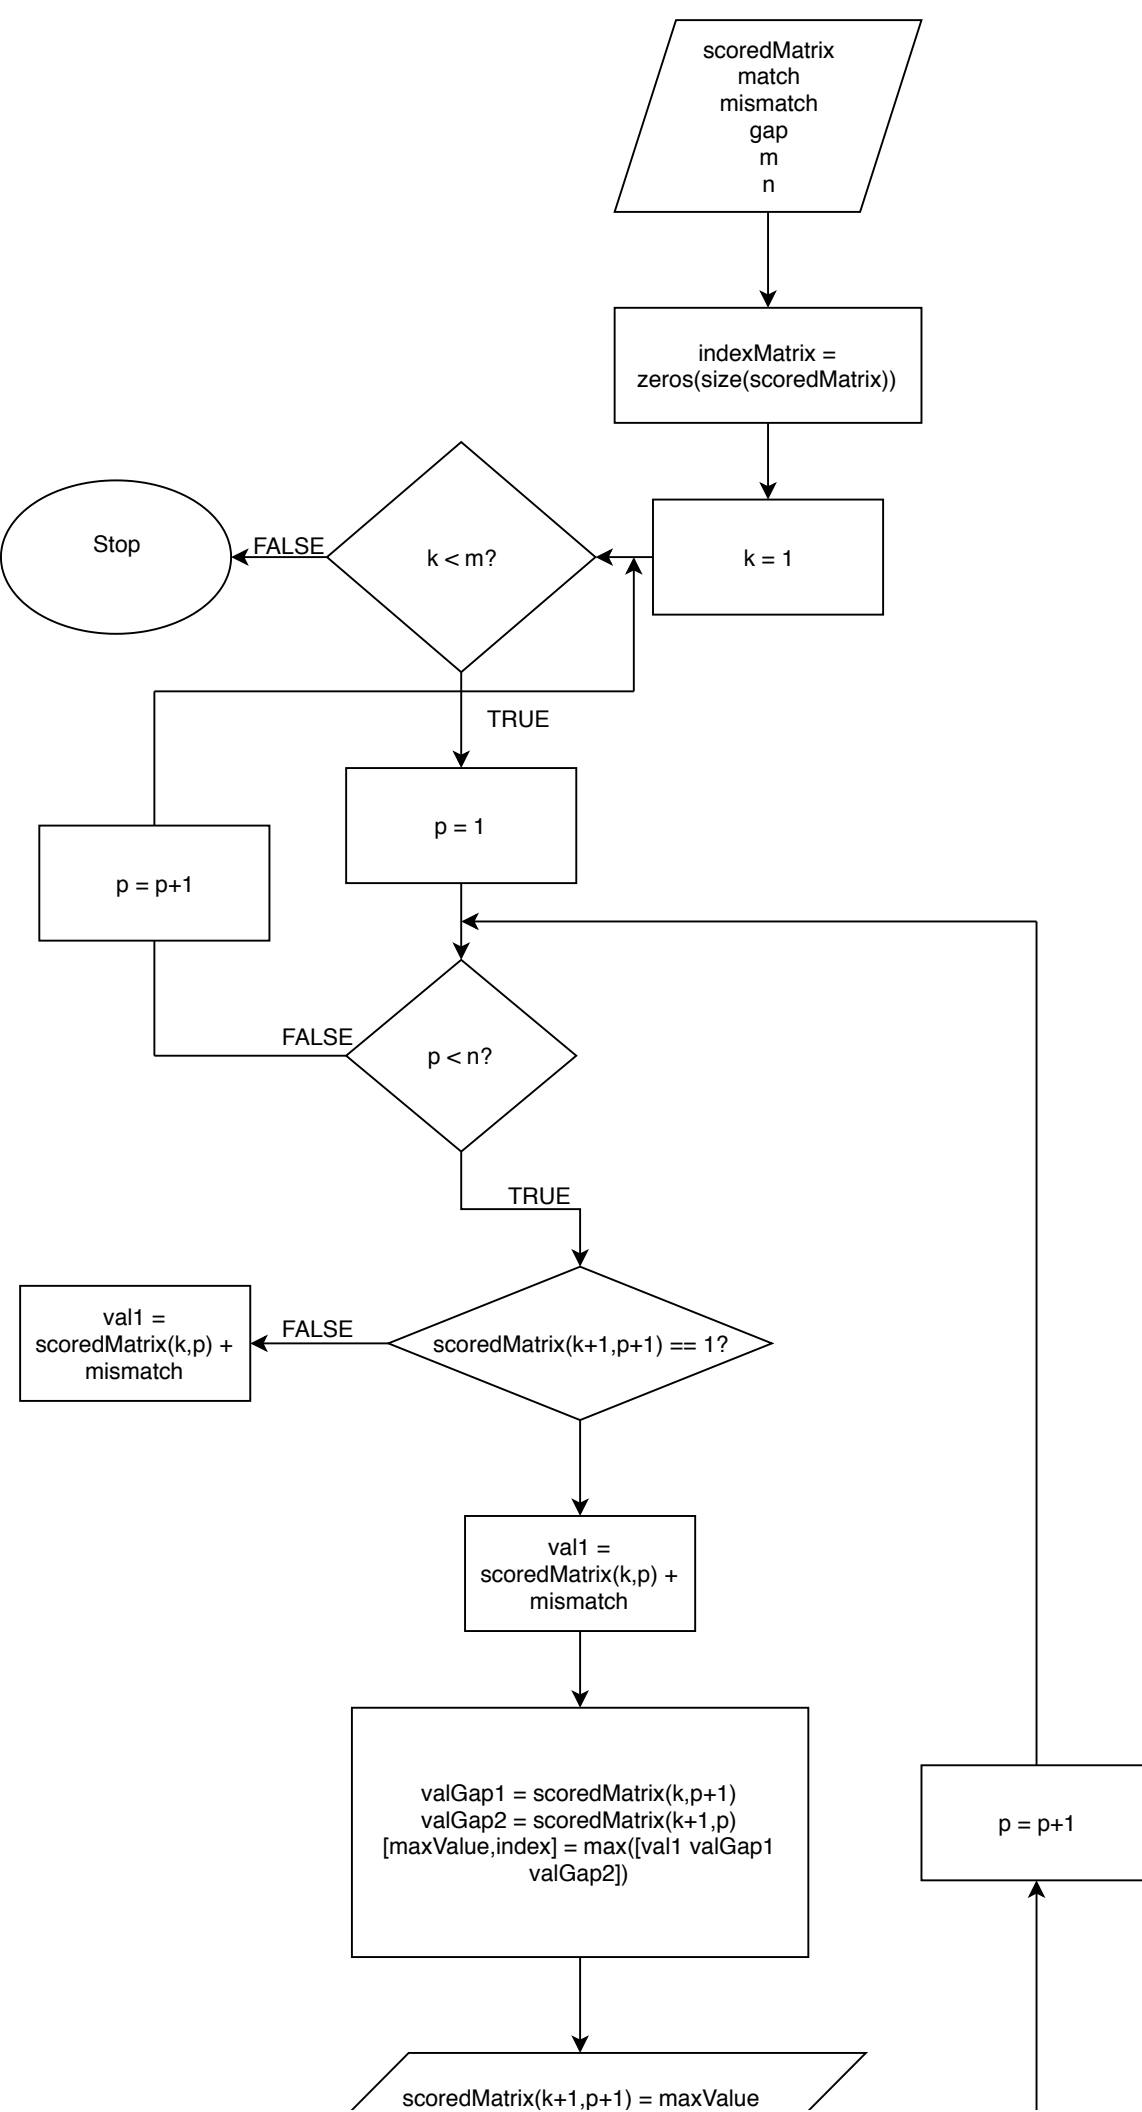 scoredMatrix
match
mismatch
gap
m
n
indexMatrix =
zeros(size(scoredMatrix))
k = 1
k < m?
FALSE
Stop
TRUE
p = 1
p = p+1
p < n?
FALSE
TRUE
scoredMatrix(k+1,p+1) == 1?
FALSE
val1 =
scoredMatrix(k,p) +
mismatch
val1 =
scoredMatrix(k,p) +
mismatch
valGap1 = scoredMatrix(k,p+1)
valGap2 = scoredMatrix(k+1,p)
[maxValue,index] = max([val1 valGap1
valGap2])
p = p+1
scoredMatrix(k+1,p+1) = maxValue